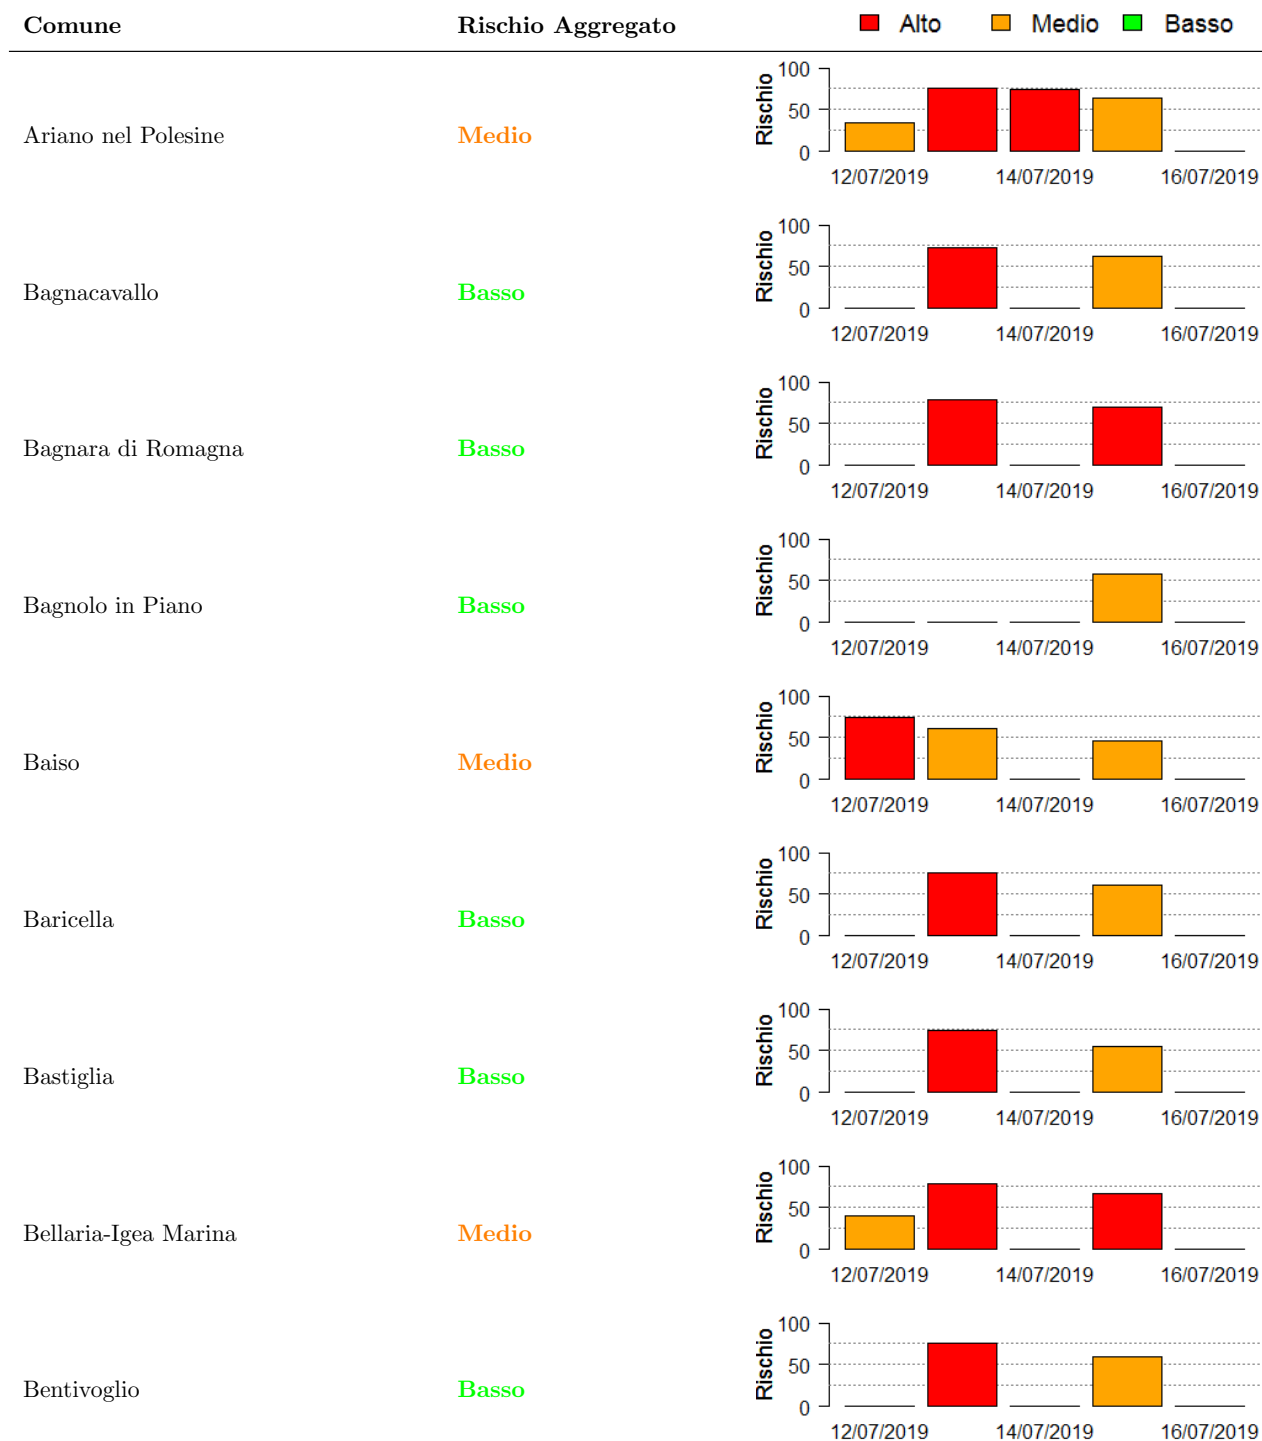 Comune Rischio Aggregato Alto Medio Basso
Ariano nel Polesine Medio
Rischio
100
50
0
12/07/2019 14/07/2019 16/07/2019
Bagnacavallo Basso
Rischio
100
50
0
12/07/2019 14/07/2019 16/07/2019
Bagnara di Romagna Basso
Rischio
100
50
0
12/07/2019 14/07/2019 16/07/2019
Bagnolo in Piano Basso
Rischio
100
50
0
12/07/2019 14/07/2019 16/07/2019
Baiso Medio
Rischio
100
50
0
12/07/2019 14/07/2019 16/07/2019
Baricella Basso
Rischio
100
50
0
12/07/2019 14/07/2019 16/07/2019
Bastiglia Basso
Rischio
100
50
0
12/07/2019 14/07/2019 16/07/2019
Bellaria-Igea Marina Medio
Rischio
100
50
0
12/07/2019 14/07/2019 16/07/2019
Bentivoglio Basso
Rischio
100
50
0
12/07/2019 14/07/2019 16/07/2019